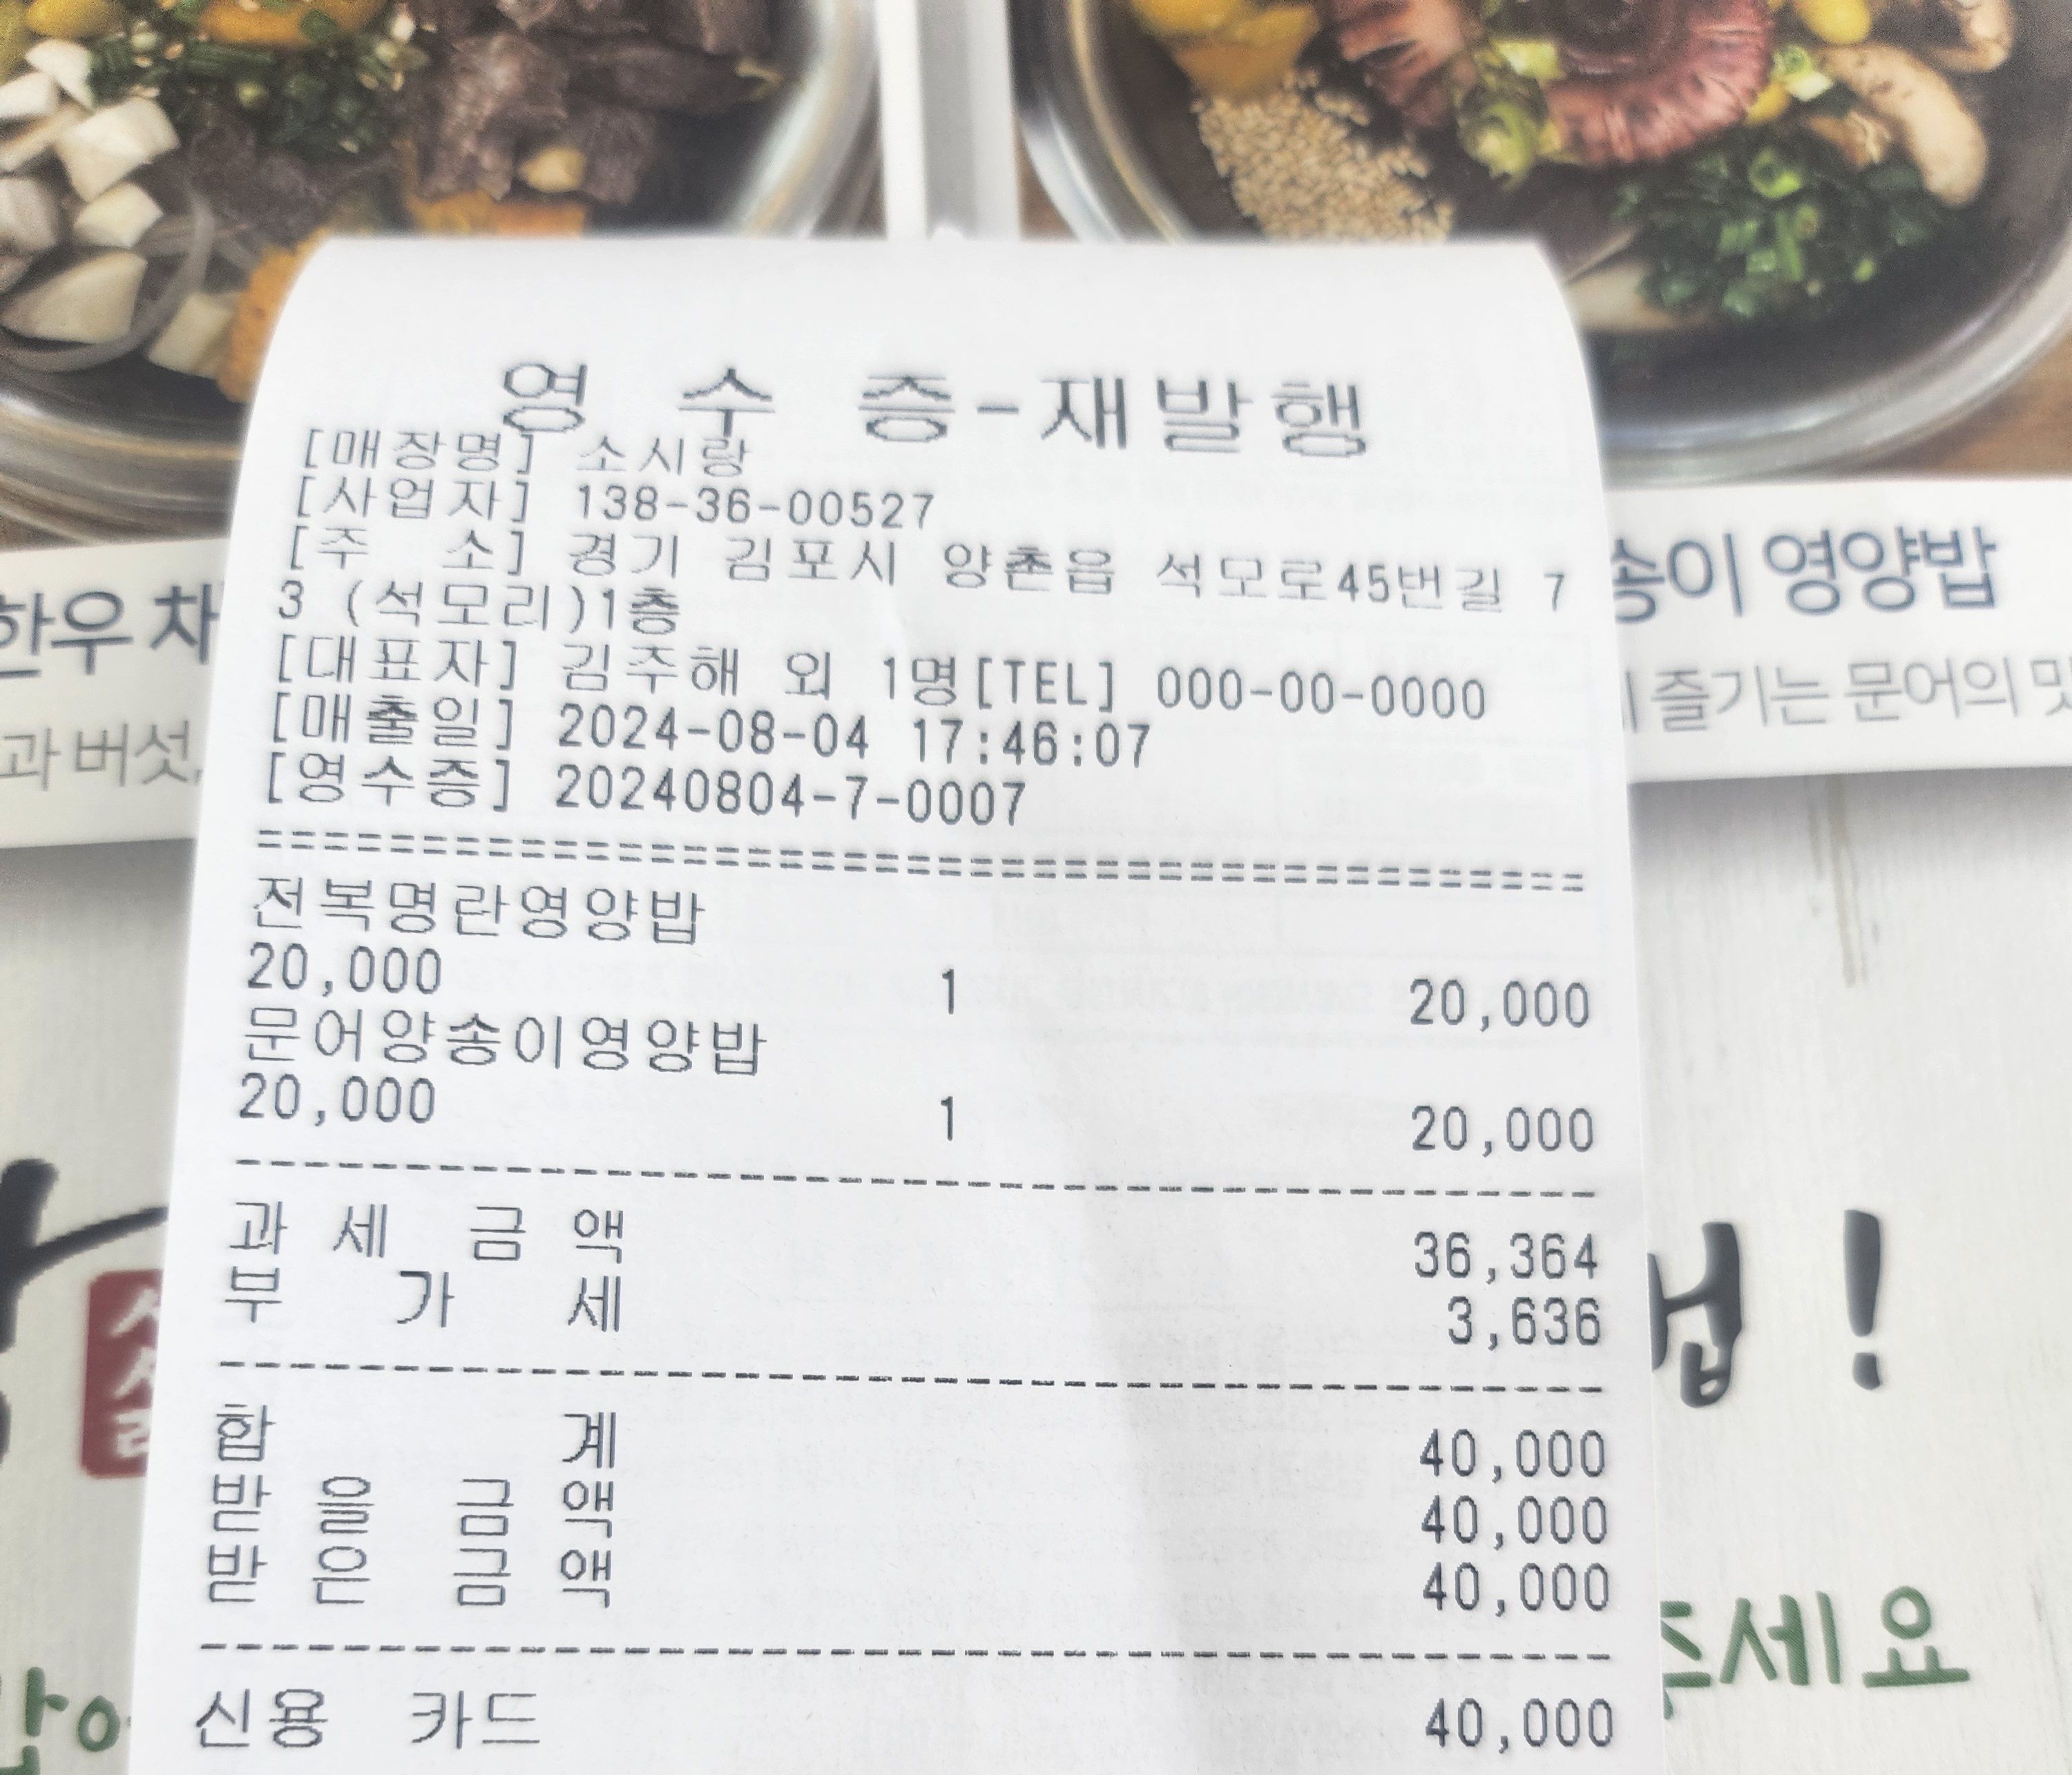 영 수 증-재발행
[매장명] 소시랑
[사업자] 138-36-00527
[주 소] 경기 김포시 양촌읍 석모로45번길 7
3 (석모리)1층
[대표자] 김주해 외 1명[TEL] 000-00-0000
[매출일] 2024-08-04 17:46:07
[영수증] 20240804-7-0007
전복명란영양밥
20,000 1 20,000
문어양송이영양밥
20,000 1 20,000
과 세 금 액 36,364
부 가 세 3,636
합 계 40,000
받 을 금 액 40,000
받 은 금 액 40,000
신용 카드 40,000
한우 차
과 버섯,
송이 영양밥
즐기는 문어의 맛
!
주세요